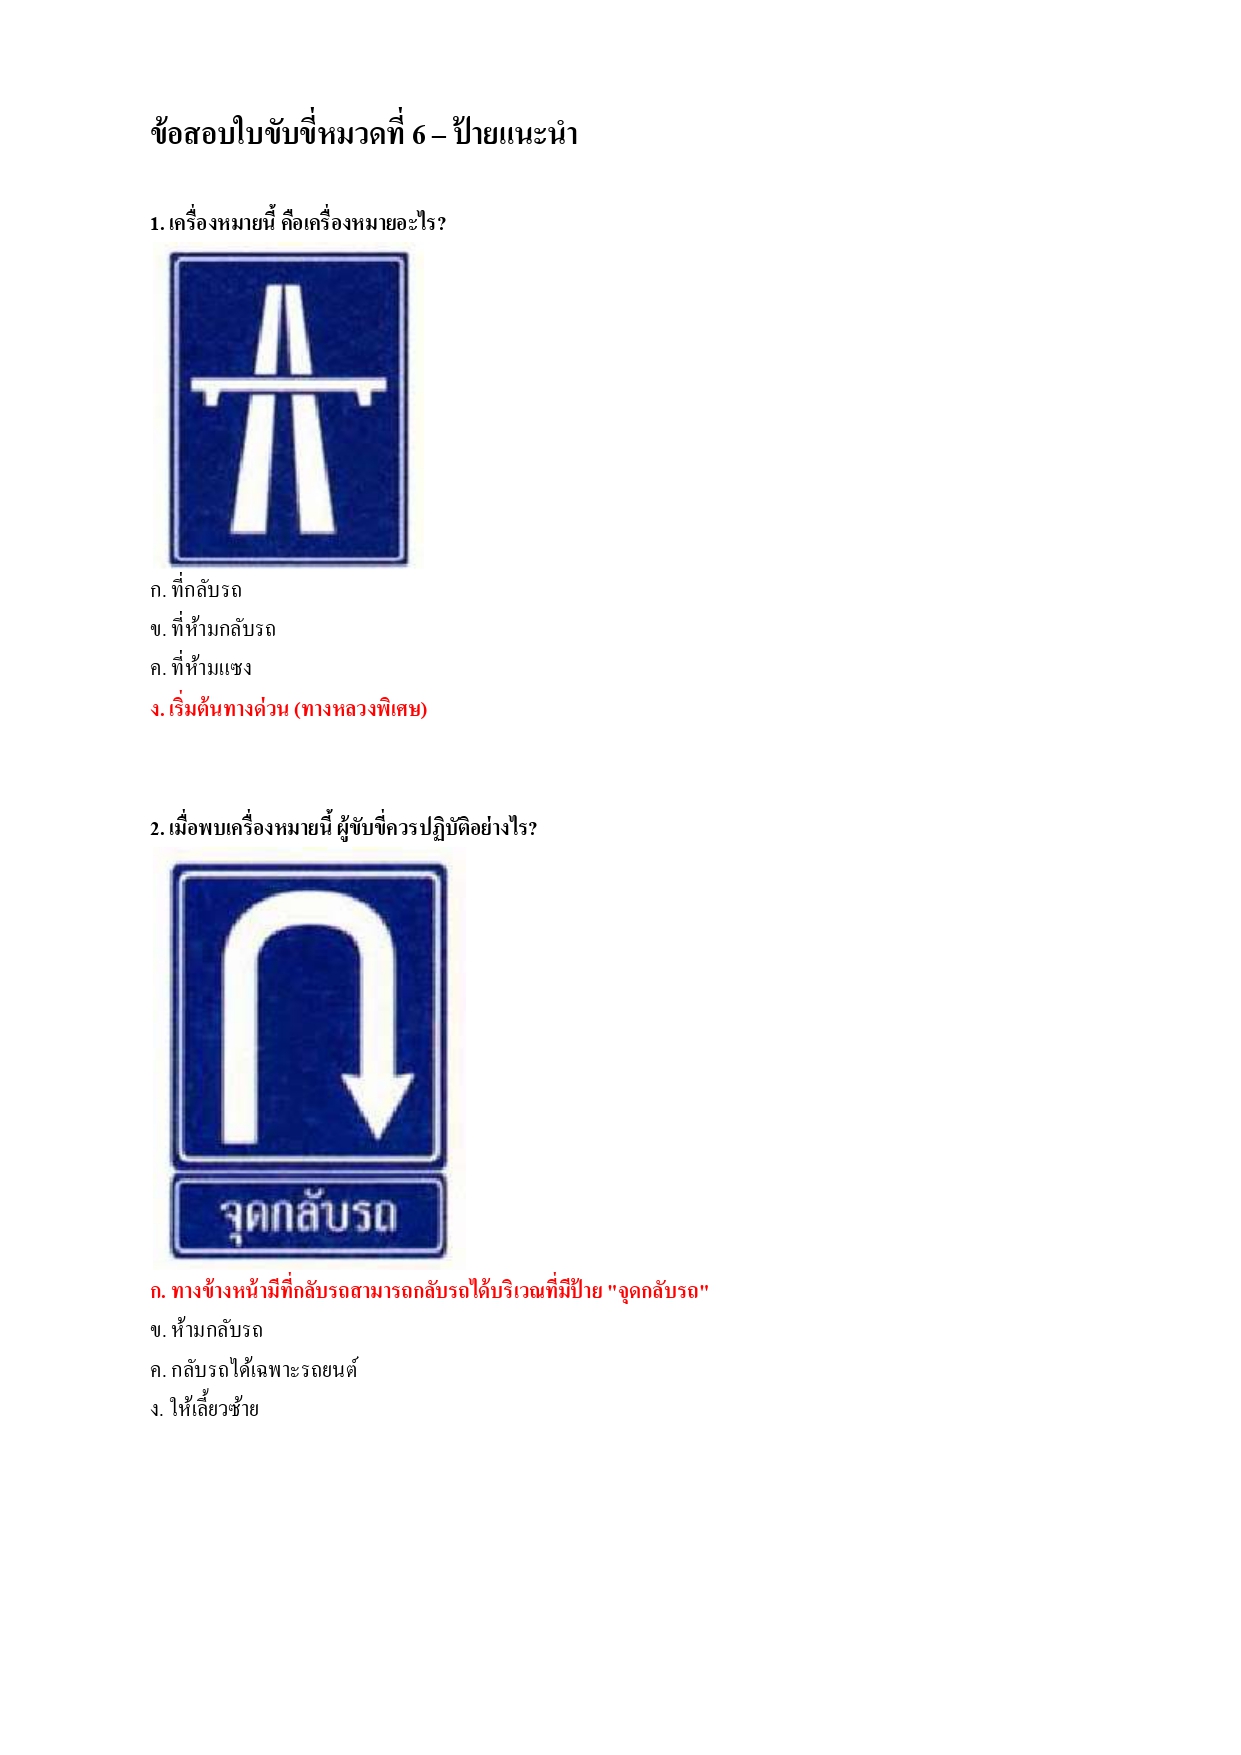 ข้อสอบใบขับขี่หมวดที่ 6 – ป้ายแนะนำ
1. เครื่องหมายนี้ คือเครื่องหมายอะไร?
ก. ที่กลับรถ
ข. ที่ห้ามกลับรถ
ค. ที่ห้ามแซง
ง. เริ่มต้นทางด่วน (ทางหลวงพิเศษ)
2. เมื่อพบเครื่องหมายนี้ ผู้ขับขี่ควรปฏิบัติอย่างไร?
จุดกลับรถ
ก. ทางข้างหน้ามีที่กลับรถสามารถกลับรถได้บริเวณที่มีป้าย "จุดกลับรถ"
ข. ห้ามกลับรถ
ค. กลับรถได้เฉพาะรถยนต์
ง. ให้เลี้ยวซ้าย